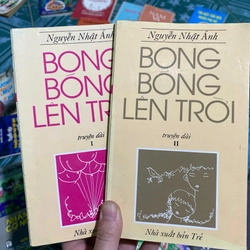 Nguyễn Nhật Ánh
BONG
BÓNG
LÊN TRỜI
truyện dài
I
Nhà xuất bản
Nguyễn Nhật Ánh
BONG
BÓNG
LÊN TRỜI
truyện dài
II
Nhà xuất bản Trẻ